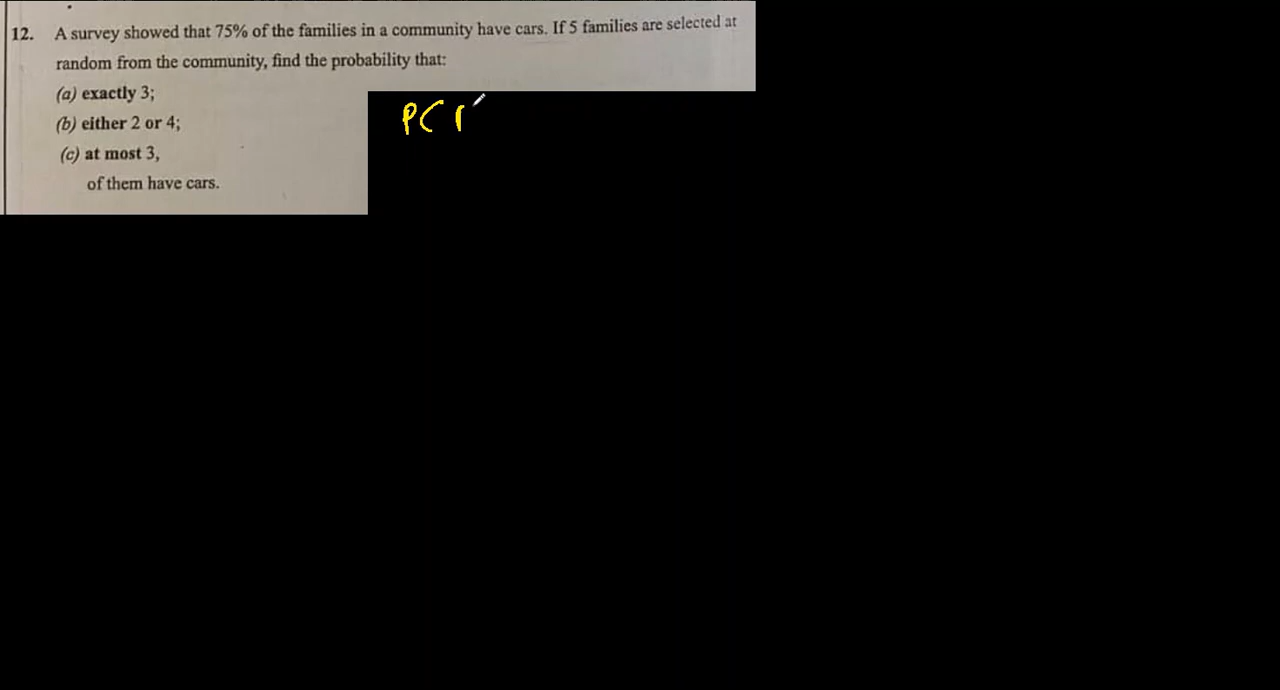 12. A survey showed that 75% of the families in a community have cars. If 5 families are selected at
random from the community, find the probability that:
(a) exactly 3;
(b) either 2 or 4;
(c) at most 3,
of them have cars.
P(